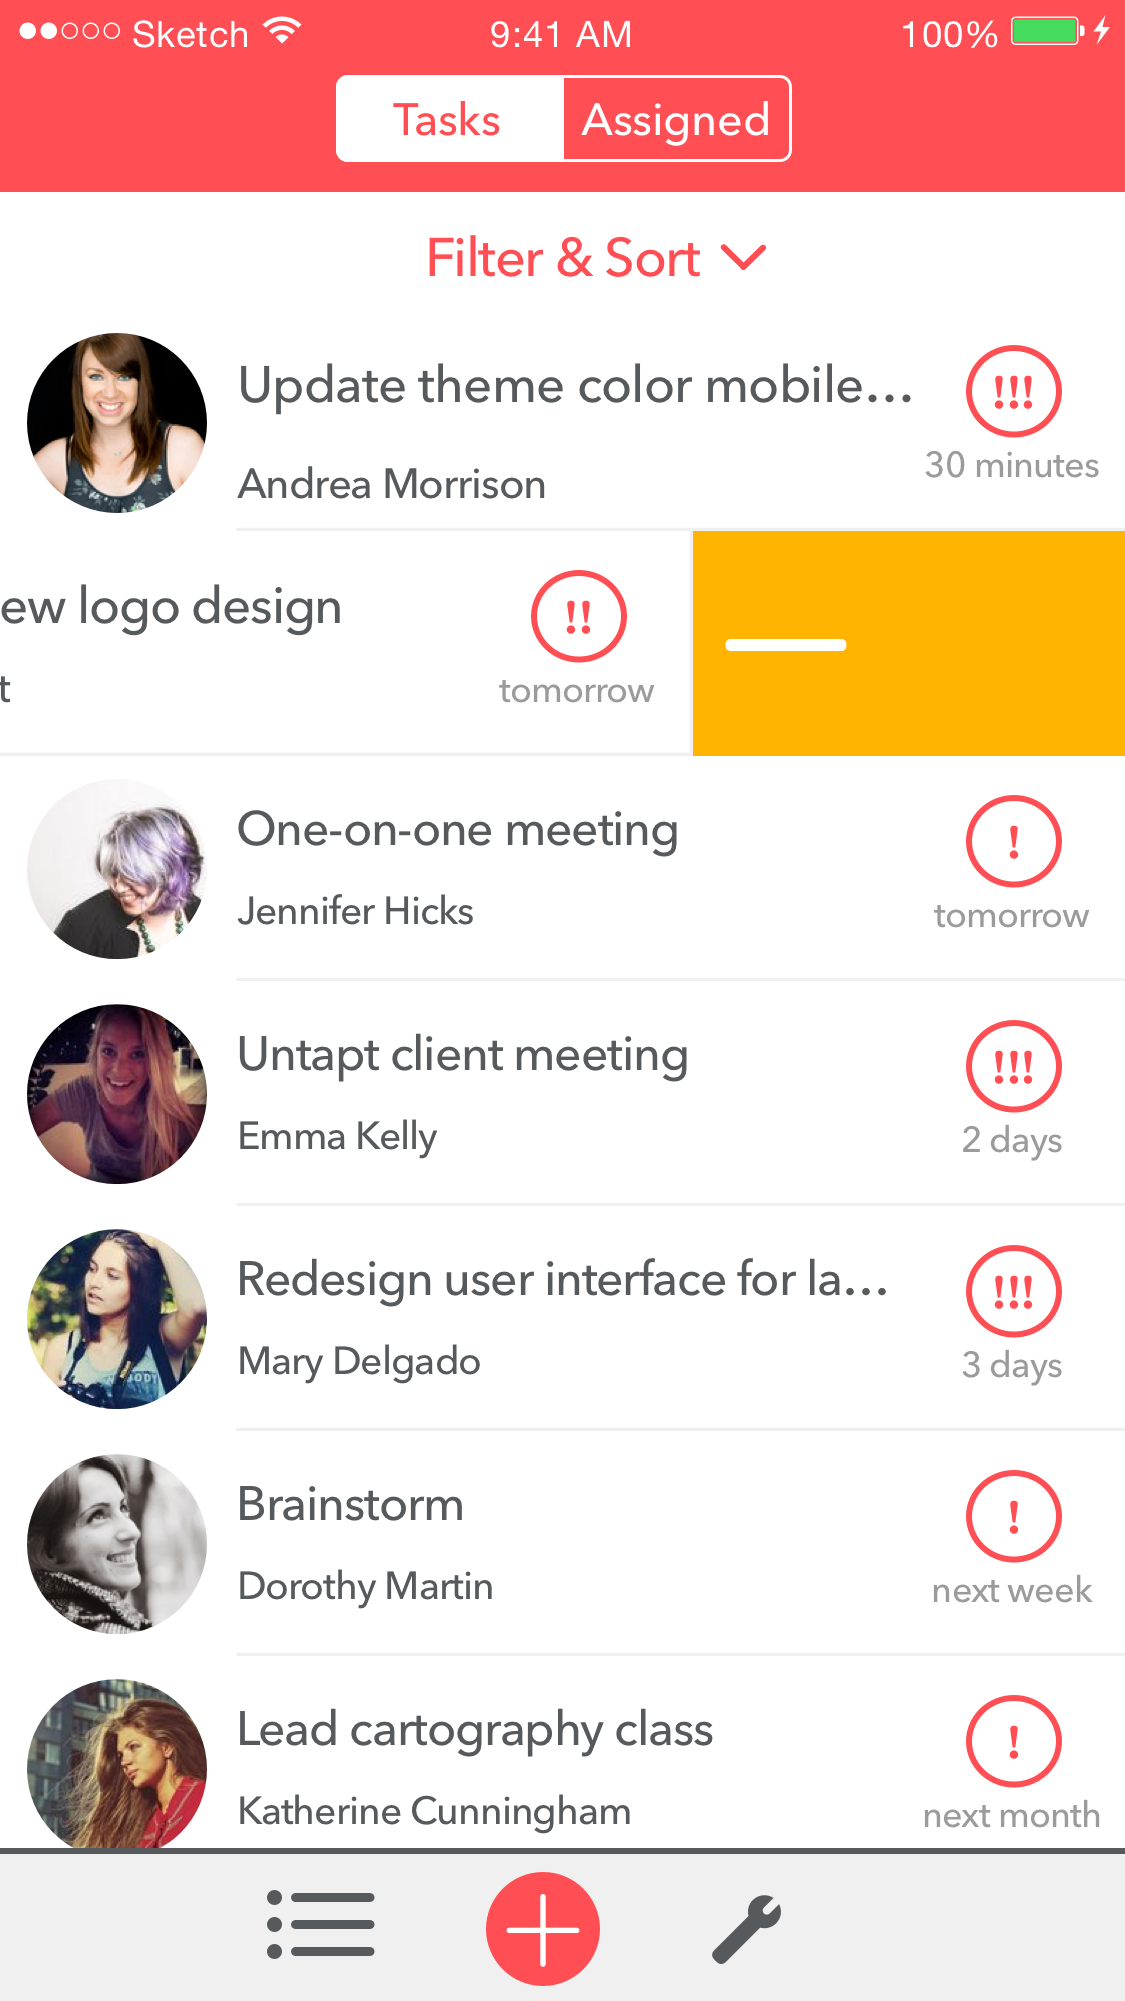 Sketch 9:41 AM 100%
Tasks Assigned
Filter & Sort
Update theme color mobile...
!!!
30 minutes
Andrea Morrison
ew logo design
!!
t
tomorrow
One-on-one meeting
!
Jennifer Hicks
tomorrow
Untapt client meeting
!!!
Emma Kelly
2 days
Redesign user interface for la...
!!!
Mary Delgado
3 days
Brainstorm
!
Dorothy Martin
next week
Lead cartography class
!
Katherine Cunningham
next month